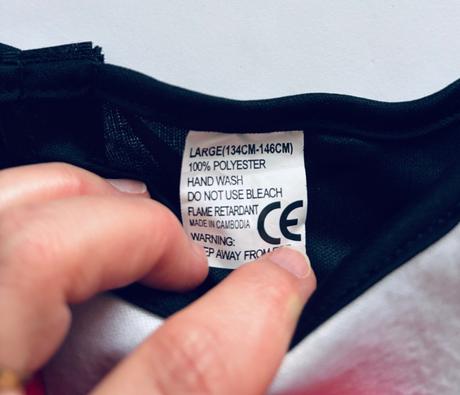 LARGE(134CM-146CM)
100% POLYESTER
HAND WASH
DO NOT USE BLEACH
FLAME RETARDANT CE
MADE IN CAMBODIA
WARNING:
AWAY FROM